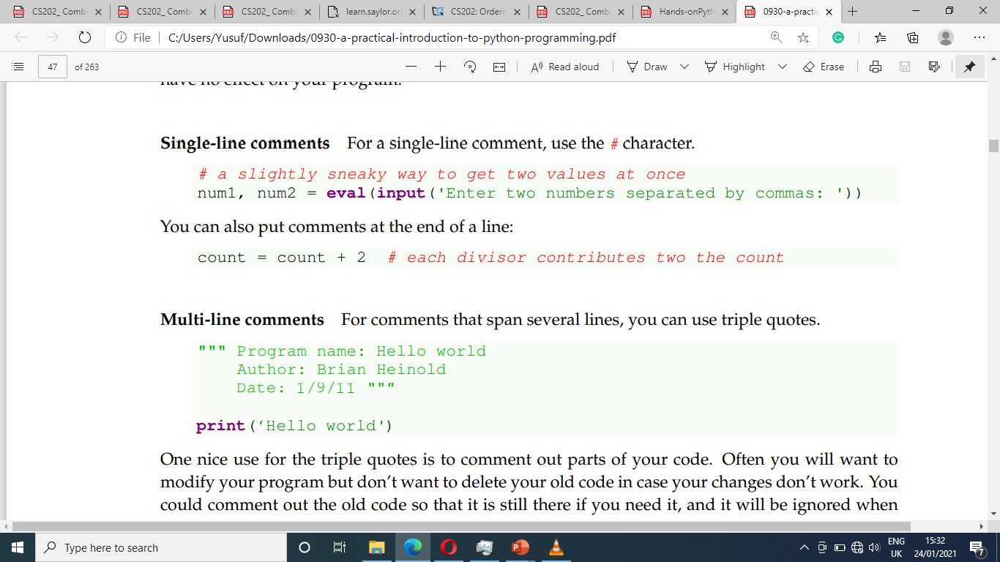 CS202_ Combi
CS202_ Combi
CS202_ Combi
learn.saylor.or
CS202: Orderin
CS202_ Combi
Hands-onPyth
0930-a-practic
File
C:/Users/Yusuf/Downloads/0930-a-practical-introduction-to-python-programming.pdf
47 of 263
Read aloud
Draw
Highlight
Erase
have no effect on your program.
Single-line comments For a single-line comment, use the # character.
# a slightly sneaky way to get two values at once
num1, num2 = eval(input('Enter two numbers separated by commas: '))
You can also put comments at the end of a line:
count = count + 2 # each divisor contributes two the count
Multi-line comments For comments that span several lines, you can use triple quotes.
""" Program name: Hello world
Author: Brian Heinold
Date: 1/9/11 """
print('Hello world')
One nice use for the triple quotes is to comment out parts of your code. Often you will want to
modify your program but don't want to delete your old code in case your changes don't work. You
could comment out the old code so that it is still there if you need it, and it will be ignored when
Type here to search
ENG
UK
15:32
24/01/2021
7